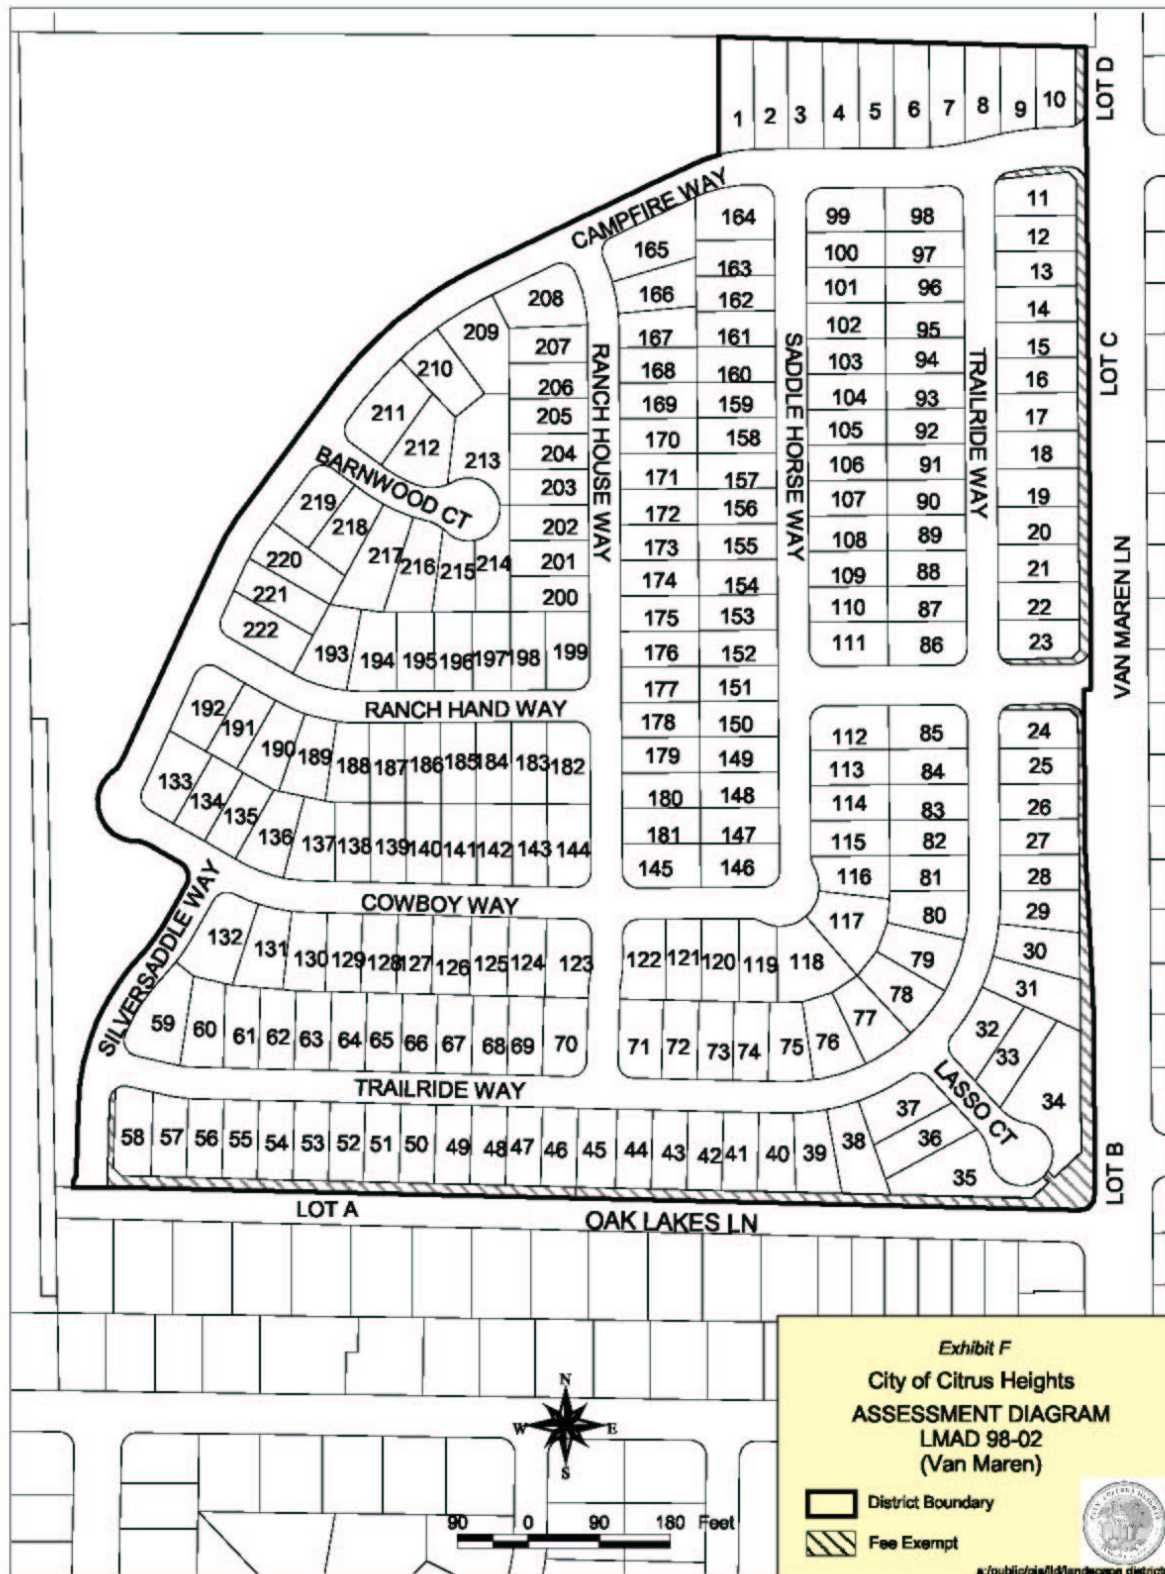 LOT D
1 2 3 4 5 6 7 8 9 10
CAMPFIRE WAY
164
99 98
11
165
12
163
100 97
13
166
162
101 96
208
14
209
167 161
102 95
207
15
210
168 160
103 94
206
16
169 159
104 93
205
17
211
170 158
105 92
212
204
18
213
171 157
106 91
203
19
219
172 156
107 90
218
202
20
217 216 215 214
173 155
108 89
201
21
220
174 154
109 88
221
200
22
175 153
110 87
222
23
176 152
111 86
193 194 195 196 197 198 199
177 151
BARNWOOD CT
RANCH HOUSE WAY
SADDLE HORSE WAY
TRAILRIDE WAY
LOT C
VAN MAREN LN
RANCH HAND WAY
192 191 190 189 188 187 186 185 184 183 182
178 150
112 85
24
179 149
113 84
25
180 148
114 83
26
181 147
115 82
27
145 146
116 81
28
133 134 135 136 137 138 139 140 141 142 143 144
117
80
29
COWBOY WAY
SILVERSADDLE WAY
132 131 130 129 128 127 126 125 124 123
122 121 120 119 118
79
30
78
31
59 60 61 62 63 64 65 66 67 68 69 70
71 72 73 74 75 76 77
32
33
34
TRAILRIDE WAY
LASSO CT
58 57 56 55 54 53 52 51 50 49 48 47 46 45 44 43 42 41 40 39 38
37
36
35
LOT B
LOT A
OAK LAKES LN
N
W E
S
90 0 90 180 Feet
Exhibit F
City of Citrus Heights
ASSESSMENT DIAGRAM
LMAD 98-02
(Van Maren)
District Boundary
Fee Exempt